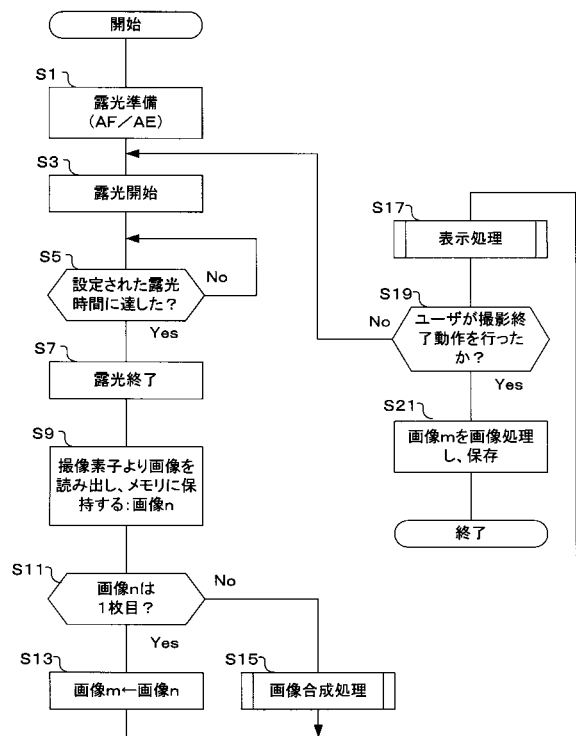 開始
S1
露光準備
(AF/AE)
S3
露光開始
S5
設定された露光
時間に達した?
No
Yes
S7
露光終了
S9
撮像素子より画像を
読み出し、メモリに保
持する:画像n
S11
画像nは
1枚目?
No
Yes
S13
画像m←画像n
S15
画像合成処理
S17
表示処理
S19
ユーザが撮影終
了動作を行った
か?
No
Yes
S21
画像mを画像処理
し、保存
終了